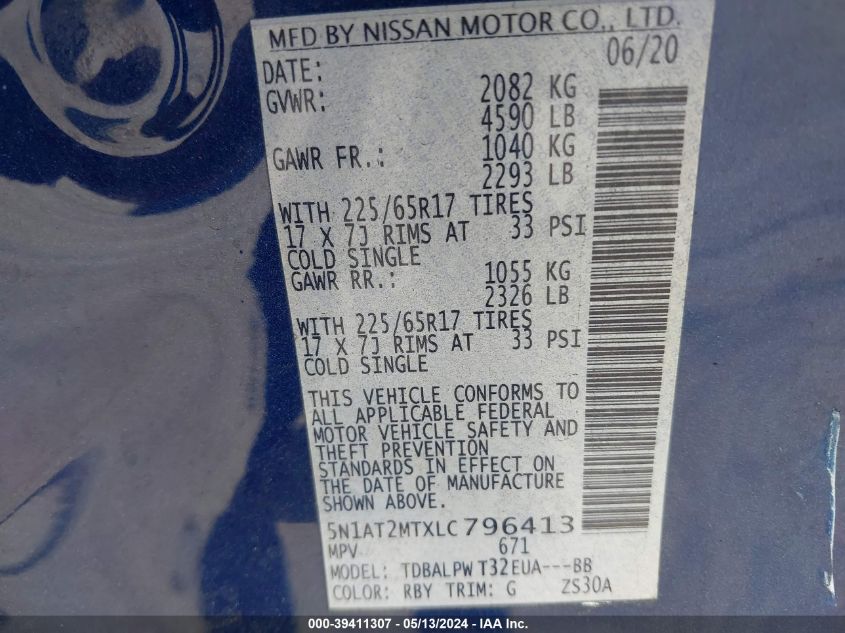 MFD BY NISSAN MOTOR CO., LTD.
DATE: 06/20
GVWR: 2082 KG
4590 LB
GAWR FR.: 1040 KG
2293 LB
WITH 225/65R17 TIRES
17 X 7J RIMS AT 33 PSI
COLD SINGLE
GAWR RR.: 1055 KG
2326 LB
WITH 225/65R17 TIRES
17 X 7J RIMS AT 33 PSI
COLD SINGLE
THIS VEHICLE CONFORMS TO
ALL APPLICABLE FEDERAL
MOTOR VEHICLE SAFETY AND
THEFT PREVENTION
STANDARDS IN EFFECT ON
THE DATE OF MANUFACTURE
SHOWN ABOVE.
5N1AT2MTXLC796413
MPV 671
MODEL: TDBALPW T32EUA---BB
COLOR: RBY TRIM: G ZS30A
000-39411307 - 05/13/2024 - IAA Inc.